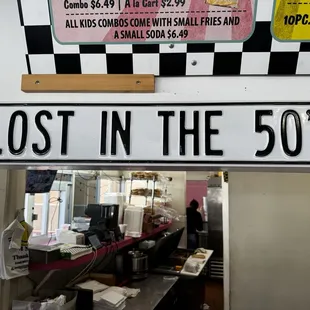 Combo $6.49 | A la Cart $2.99
ALL KIDS COMBOS COME WITH SMALL FRIES AND
A SMALL SODA $6.49
10PC.
LOST IN THE 50'
Thank